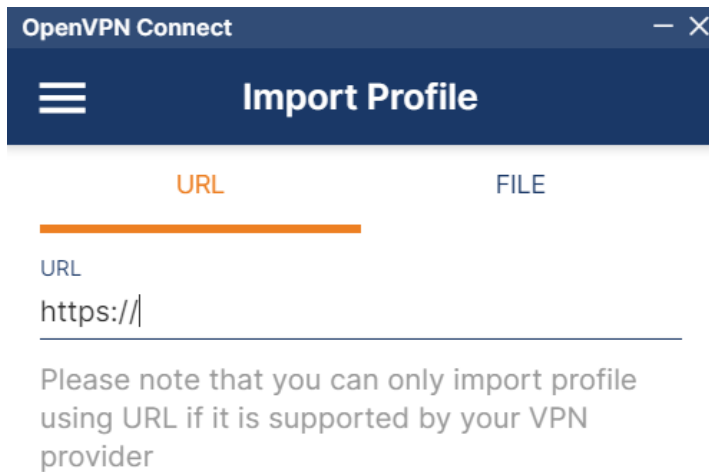 OpenVPN Connect
Import Profile
URL
FILE
URL
https://
Please note that you can only import profile
using URL if it is supported by your VPN
provider